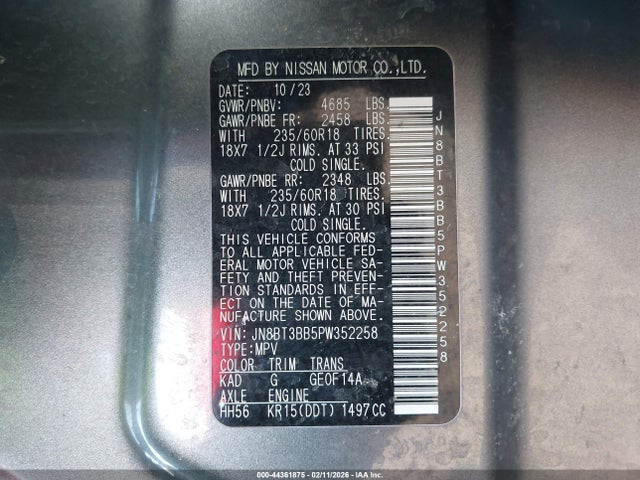 MFD BY NISSAN MOTOR CO.,LTD.
DATE: 10/23
GVWR/PNBV: 4685 LBS.
GAWR/PNBE FR: 2458 LBS.
WITH 235/60R18 TIRES.
18X7 1/2J RIMS. AT 33 PSI
COLD SINGLE.
GAWR/PNBE RR: 2348 LBS.
WITH 235/60R18 TIRES.
18X7 1/2J RIMS. AT 30 PSI
COLD SINGLE.
THIS VEHICLE CONFORMS
TO ALL APPLICABLE FED-
ERAL MOTOR VEHICLE SA-
FETY AND THEFT PREVEN-
TION STANDARDS IN EFF-
ECT ON THE DATE OF MA-
NUFACTURE SHOWN ABOVE.
VIN: JN8BT3BB5PW352258
TYPE:MPV
COLOR TRIM TRANS
KAD G GE0F14A
AXLE ENGINE
HH56 KR15(DDT) 1497CC
JN8BT3BB5PW352258
000-44361875 - 02/11/2026 - IAAI.COM